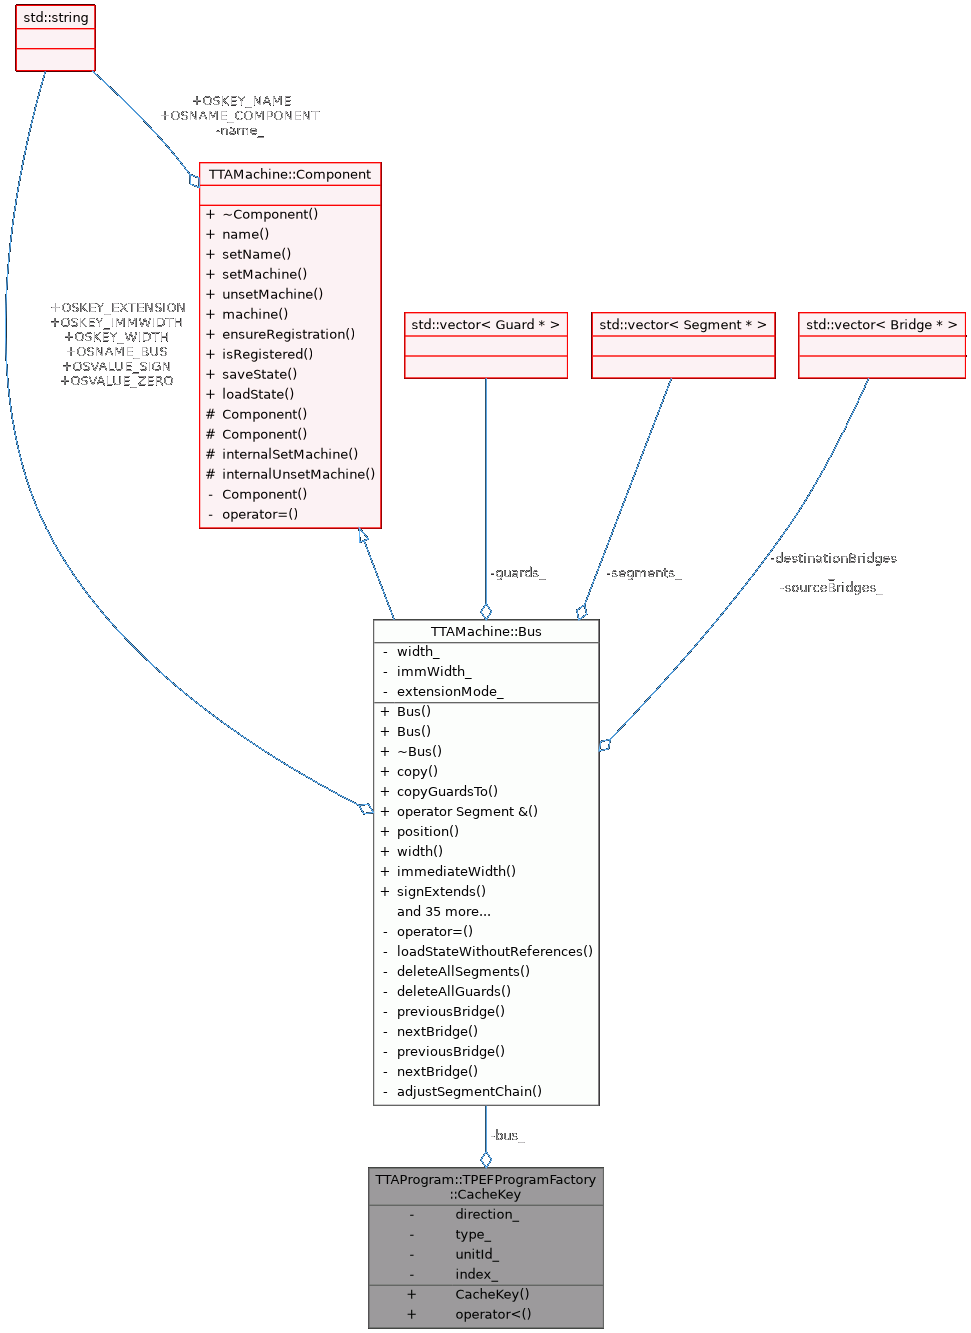 std::string
+OSKEY_NAME
+OSNAME_COMPONENT
-name_
TTAMachine::Component
+ ~Component()
+ name()
+ setName()
+ setMachine()
+ unsetMachine()
+ machine()
+ ensureRegistration()
+ isRegistered()
+ saveState()
+ loadState()
# Component()
# Component()
# internalSetMachine()
# internalUnsetMachine()
- Component()
- operator=()
+OSKEY_EXTENSION
+OSKEY_IMMWIDTH
+OSKEY_WIDTH
+OSNAME_BUS
+OSVALUE_SIGN
+OSVALUE_ZERO
std::vector< Guard * >
std::vector< Segment * >
std::vector< Bridge * >
-guards_
-segments_
-destinationBridges
_
-sourceBridges_
TTAMachine::Bus
- width_
- immWidth_
- extensionMode_
+ Bus()
+ Bus()
+ ~Bus()
+ copy()
+ copyGuardsTo()
+ operator Segment &()
+ position()
+ width()
+ immediateWidth()
+ signExtends()
and 35 more...
- operator=()
- loadStateWithoutReferences()
- deleteAllSegments()
- deleteAllGuards()
- previousBridge()
- nextBridge()
- previousBridge()
- nextBridge()
- adjustSegmentChain()
-bus_
TTAProgram::TPEFProgramFactory
::CacheKey
- direction_
- type_
- unitId_
- index_
+ CacheKey()
+ operator<()